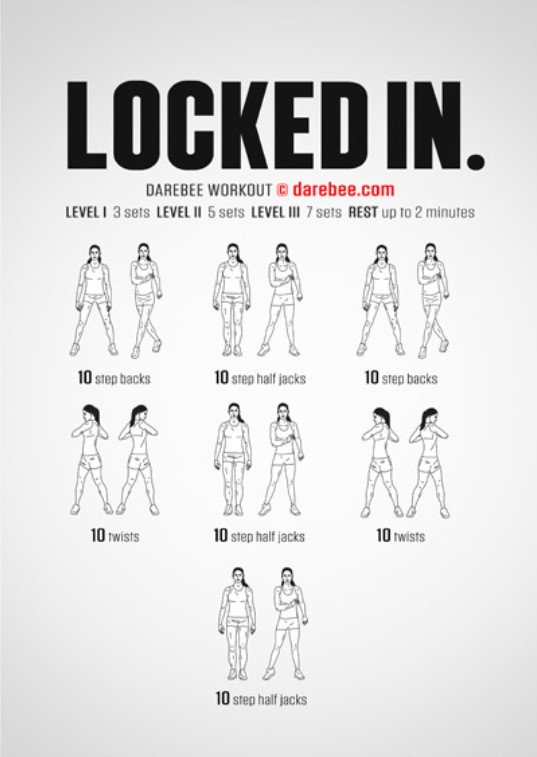 LOCKED IN.
DAREBEE WORKOUT © darebee.com
LEVEL I 3 sets LEVEL II 5 sets LEVEL III 7 sets REST up to 2 minutes
10 step backs
10 step half jacks
10 step backs
10 twists
10 step half jacks
10 twists
10 step half jacks